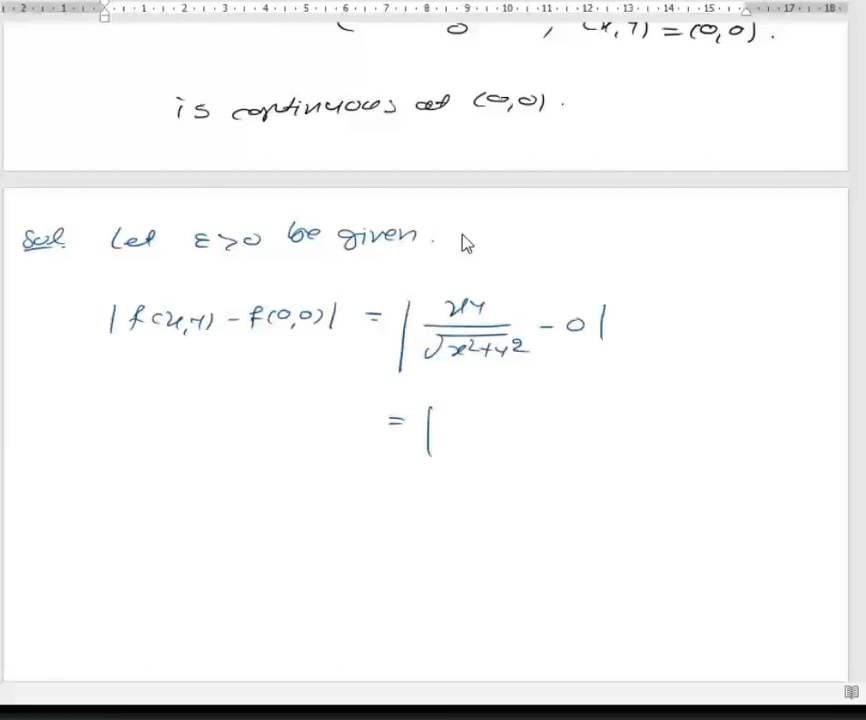 0 , (x,y) = (0,0).
is continuous at (0,0).
Sol. Let ε>0 be given.
|f(x,y) - f(0,0)| = | xy / √x²+y² - 0 |
= |